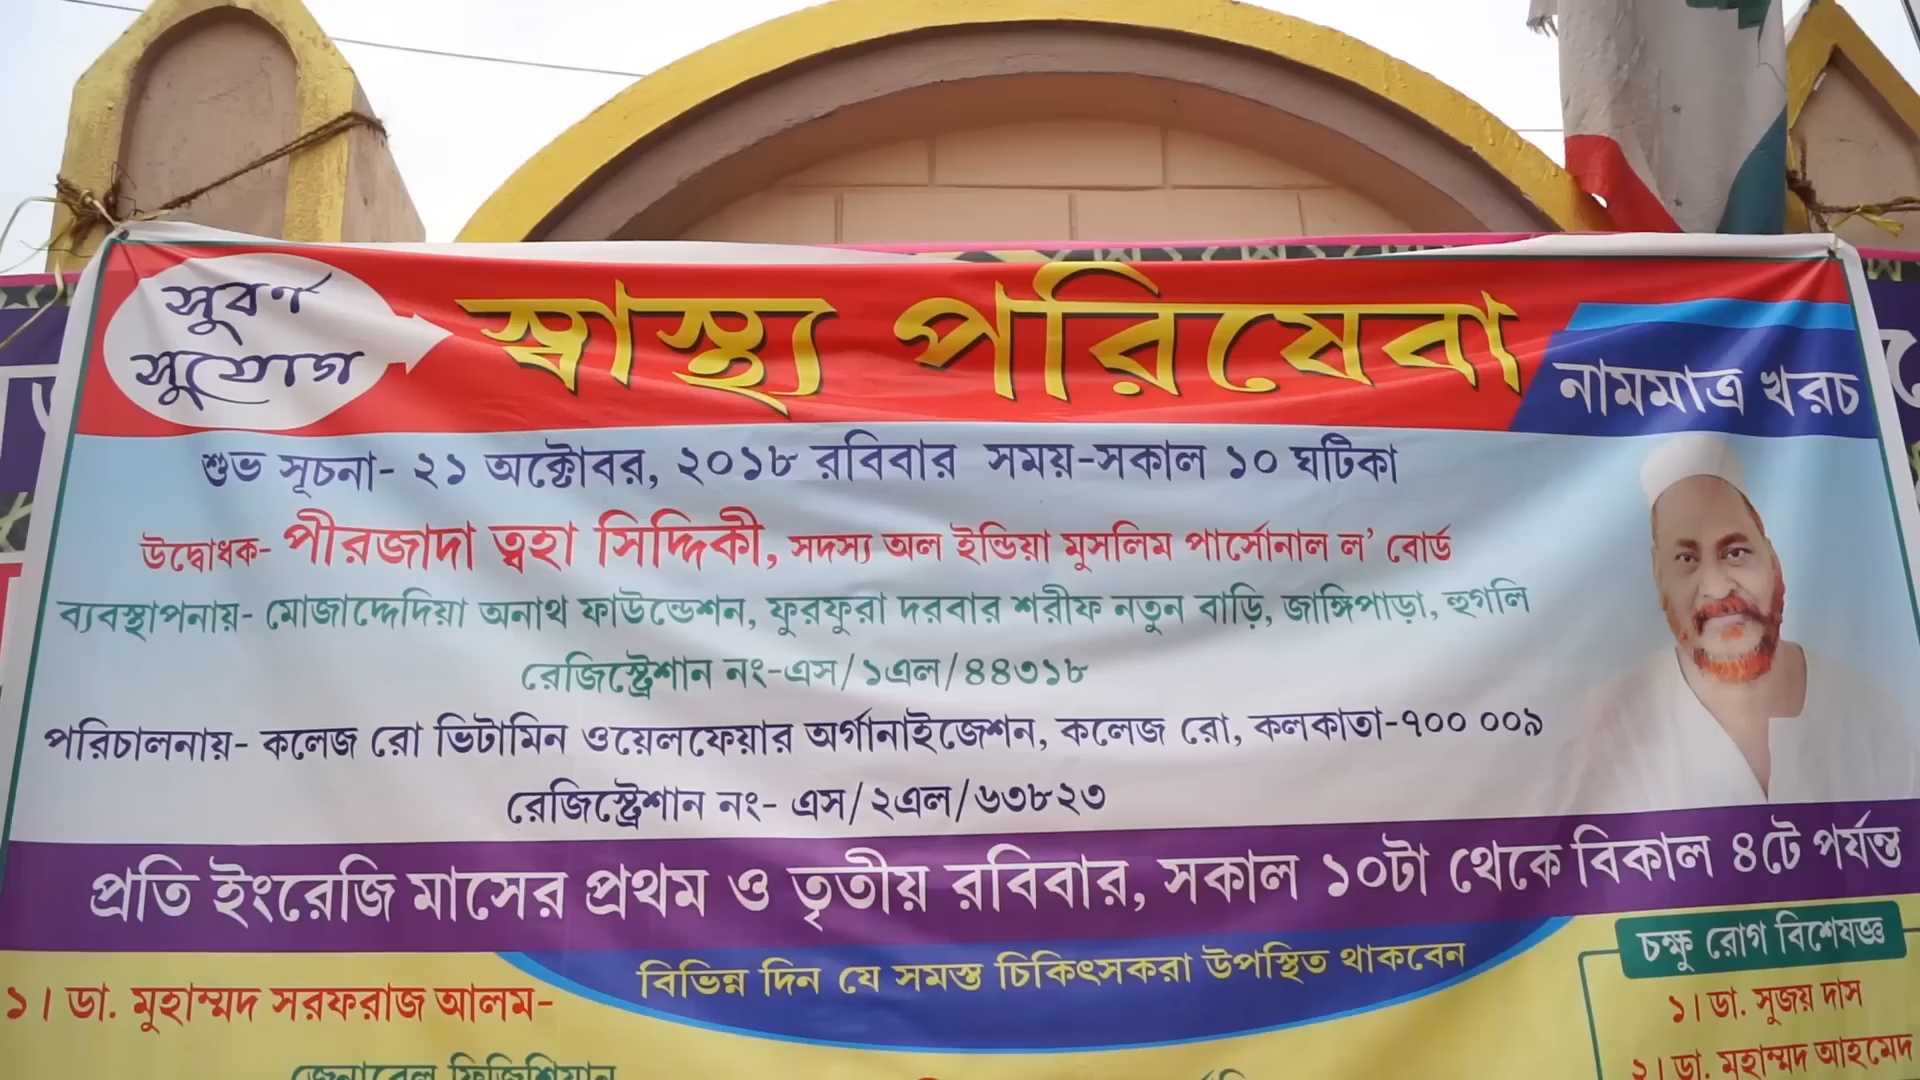 সুবর্ণ
সুযোগ
স্বাস্থ্য পরিষেবা
নামমাত্র খরচ
শুভ সূচনা- ২১ অক্টোবর, ২০১৮ রবিবার সময়-সকাল ১০ ঘটিকা
উদ্বোধক- পীরজাদা ত্বহা সিদ্দিকী, সদস্য অল ইন্ডিয়া মুসলিম পার্সোনাল ল' বোর্ড
ব্যবস্থাপনায়- মোজাদ্দেদিয়া অনাথ ফাউন্ডেশন, ফুরফুরা দরবার শরীফ নতুন বাড়ি, জাঙ্গিপাড়া, হুগলি
রেজিস্ট্রেশান নং-এস/১এল/৪৪৩১৮
পরিচালনায়- কলেজ রো ভিটামিন ওয়েলফেয়ার অর্গানাইজেশন, কলেজ রো, কলকাতা-৭০০ ০০৯
রেজিস্ট্রেশান নং- এস/২এল/৬৩৮২৩
প্রতি ইংরেজি মাসের প্রথম ও তৃতীয় রবিবার, সকাল ১০টা থেকে বিকাল ৪টে পর্যন্ত
বিভিন্ন দিন যে সমস্ত চিকিৎসকরা উপস্থিত থাকবেন
১। ডা. মুহাম্মদ সরফরাজ আলম-
জেনারেল ফিজিশিয়ান
চক্ষু রোগ বিশেষজ্ঞ
১। ডা. সুজয় দাস
২। ডা. মুহাম্মদ আহমেদ